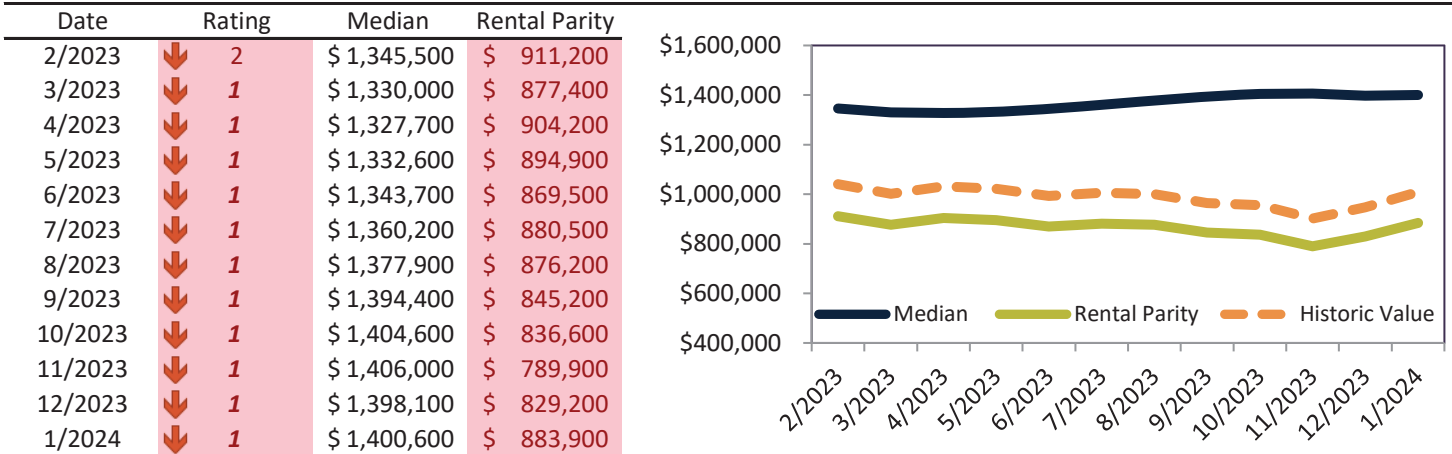 Date Rating Median Rental Parity
2/2023 2 $ 1,345,500 $ 911,200
3/2023 1 $ 1,330,000 $ 877,400
4/2023 1 $ 1,327,700 $ 904,200
5/2023 1 $ 1,332,600 $ 894,900
6/2023 1 $ 1,343,700 $ 869,500
7/2023 1 $ 1,360,200 $ 880,500
8/2023 1 $ 1,377,900 $ 876,200
9/2023 1 $ 1,394,400 $ 845,200
10/2023 1 $ 1,404,600 $ 836,600
11/2023 1 $ 1,406,000 $ 789,900
12/2023 1 $ 1,398,100 $ 829,200
1/2024 1 $ 1,400,600 $ 883,900
$1,600,000
$1,400,000
$1,200,000
$1,000,000
$800,000
$600,000
$400,000
Median Rental Parity Historic Value
2/2023 3/2023 4/2023 5/2023 6/2023 7/2023 8/2023 9/2023 10/2023 11/2023 12/2023 1/2024